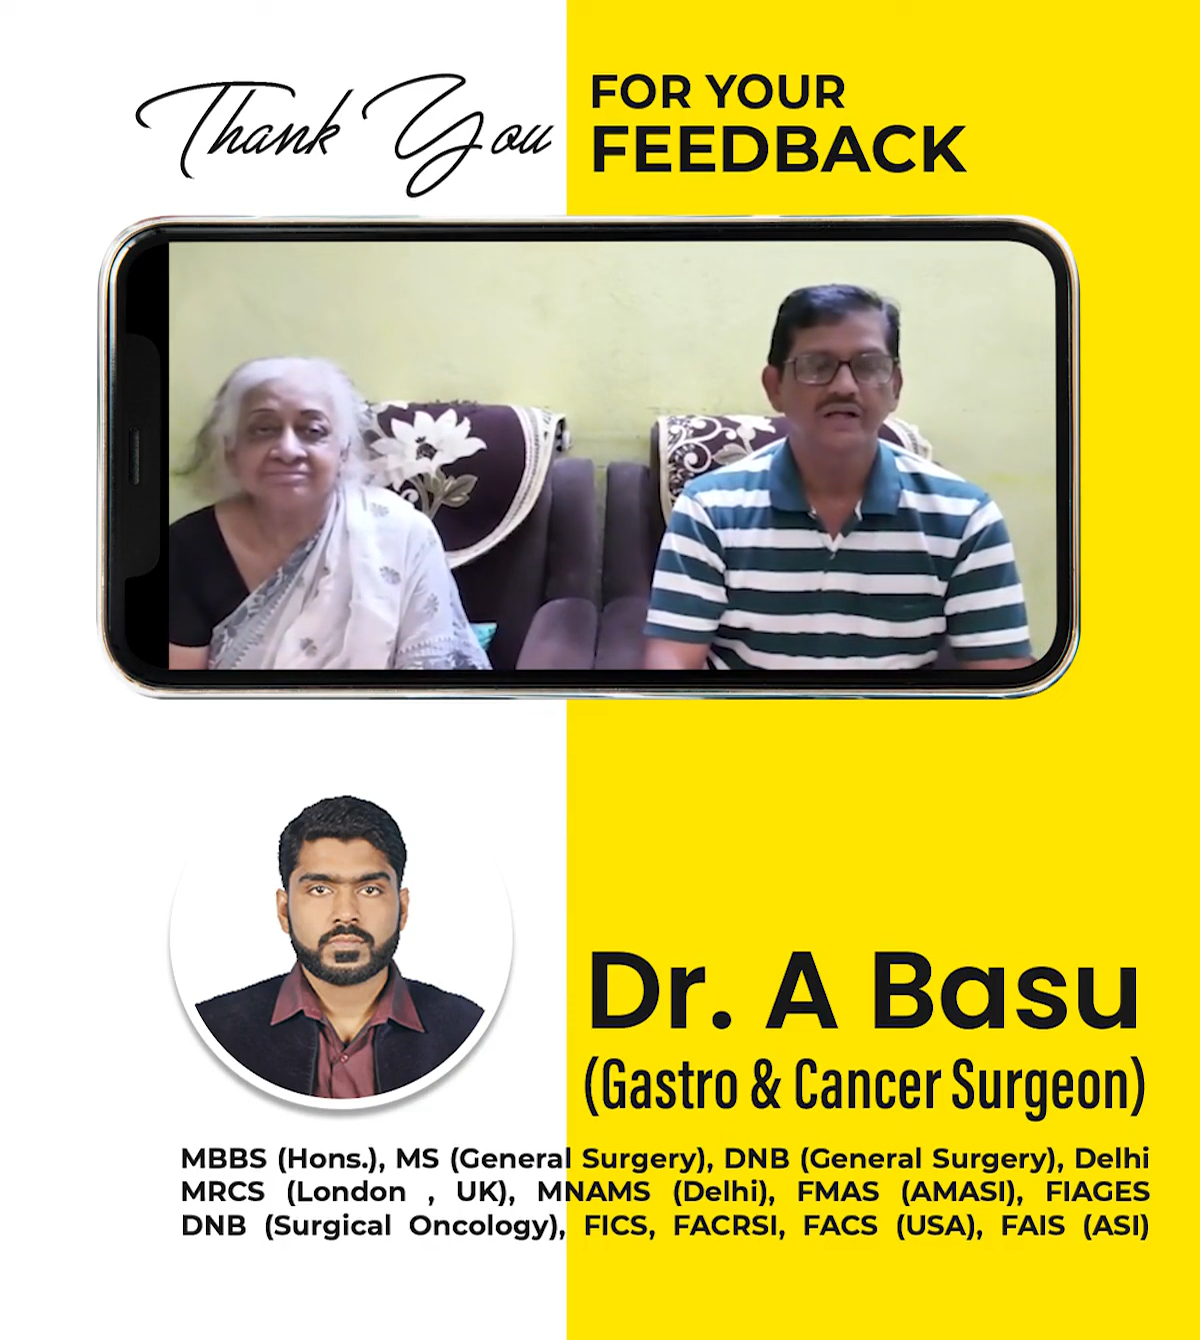 Thank You
FOR YOUR
FEEDBACK
Dr. A Basu
(Gastro & Cancer Surgeon)
MBBS (Hons.), MS (General Surgery), DNB (General Surgery), Delhi
MRCS (London , UK), MNAMS (Delhi), FMAS (AMASI), FIAGES
DNB (Surgical Oncology), FICS, FACRSI, FACS (USA), FAIS (ASI)